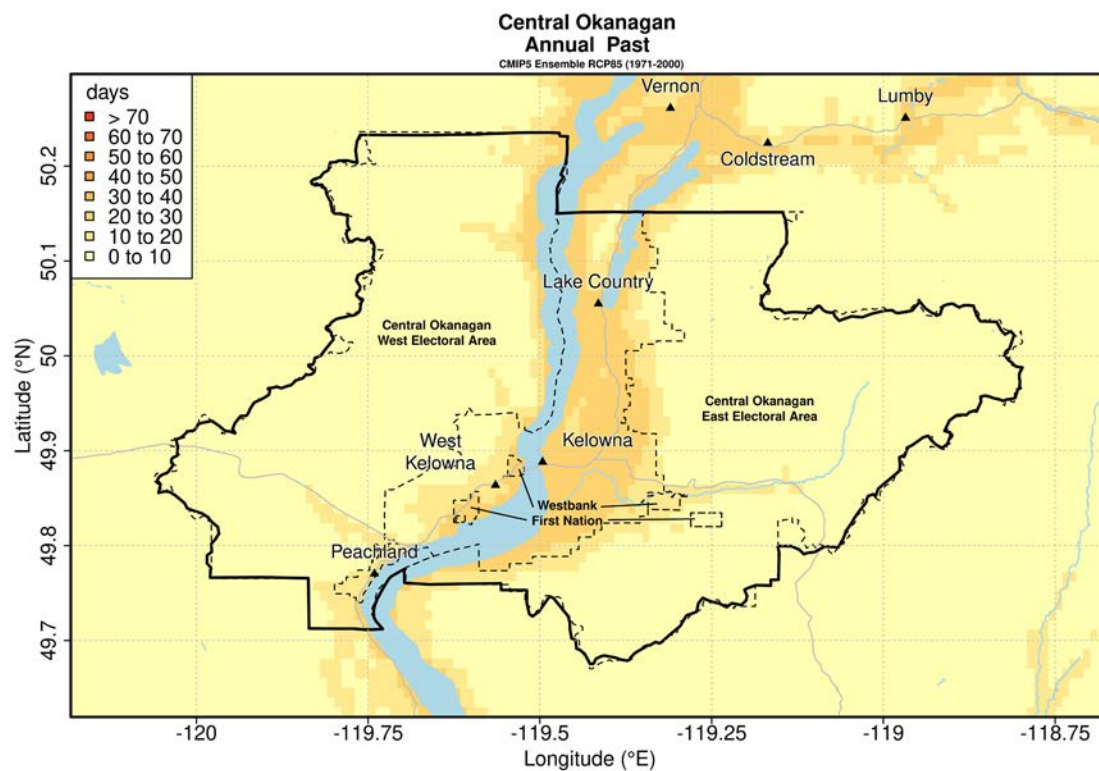 Central Okanagan
Annual Past
CMIP5 Ensemble RCP85 (1971-2000)
days
> 70
60 to 70
50 to 60
40 to 50
30 to 40
20 to 30
10 to 20
0 to 10
Vernon
Lumby
Coldstream
Lake Country
Central Okanagan
West Electoral Area
Central Okanagan
East Electoral Area
West
Kelowna
Kelowna
Westbank
First Nation
Peachland
50.2
50.1
50
49.9
49.8
49.7
Latitude (°N)
-120
-119.75
-119.5
-119.25
-119
-118.75
Longitude (°E)